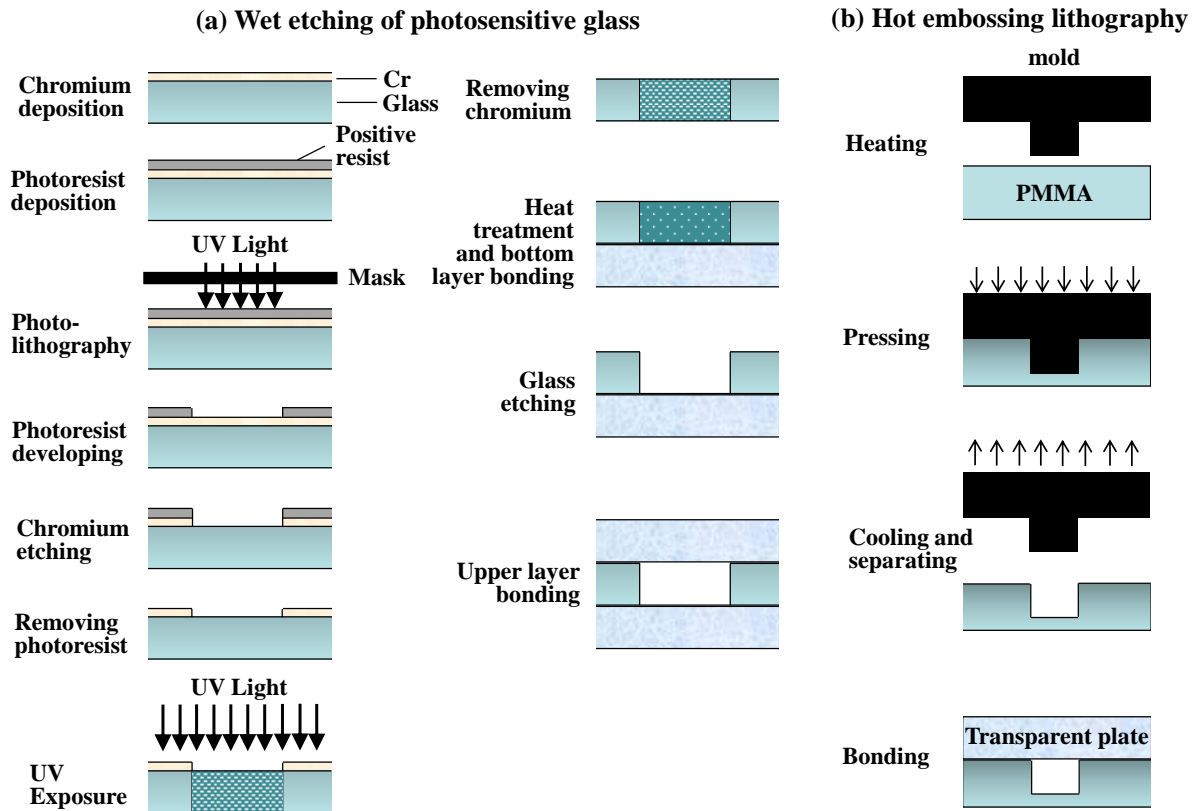 (a) Wet etching of photosensitive glass
Chromium
deposition
Cr
Glass
Positive
resist
Photoresist
deposition
UV Light
Mask
Photo-
lithography
Photoresist
developing
Chromium
etching
Removing
photoresist
UV Light
UV
Exposure
Removing
chromium
Heat
treatment
and bottom
layer bonding
Glass
etching
Upper layer
bonding
(b) Hot embossing lithography
mold
Heating
PMMA
Pressing
Cooling and
separating
Bonding
Transparent plate